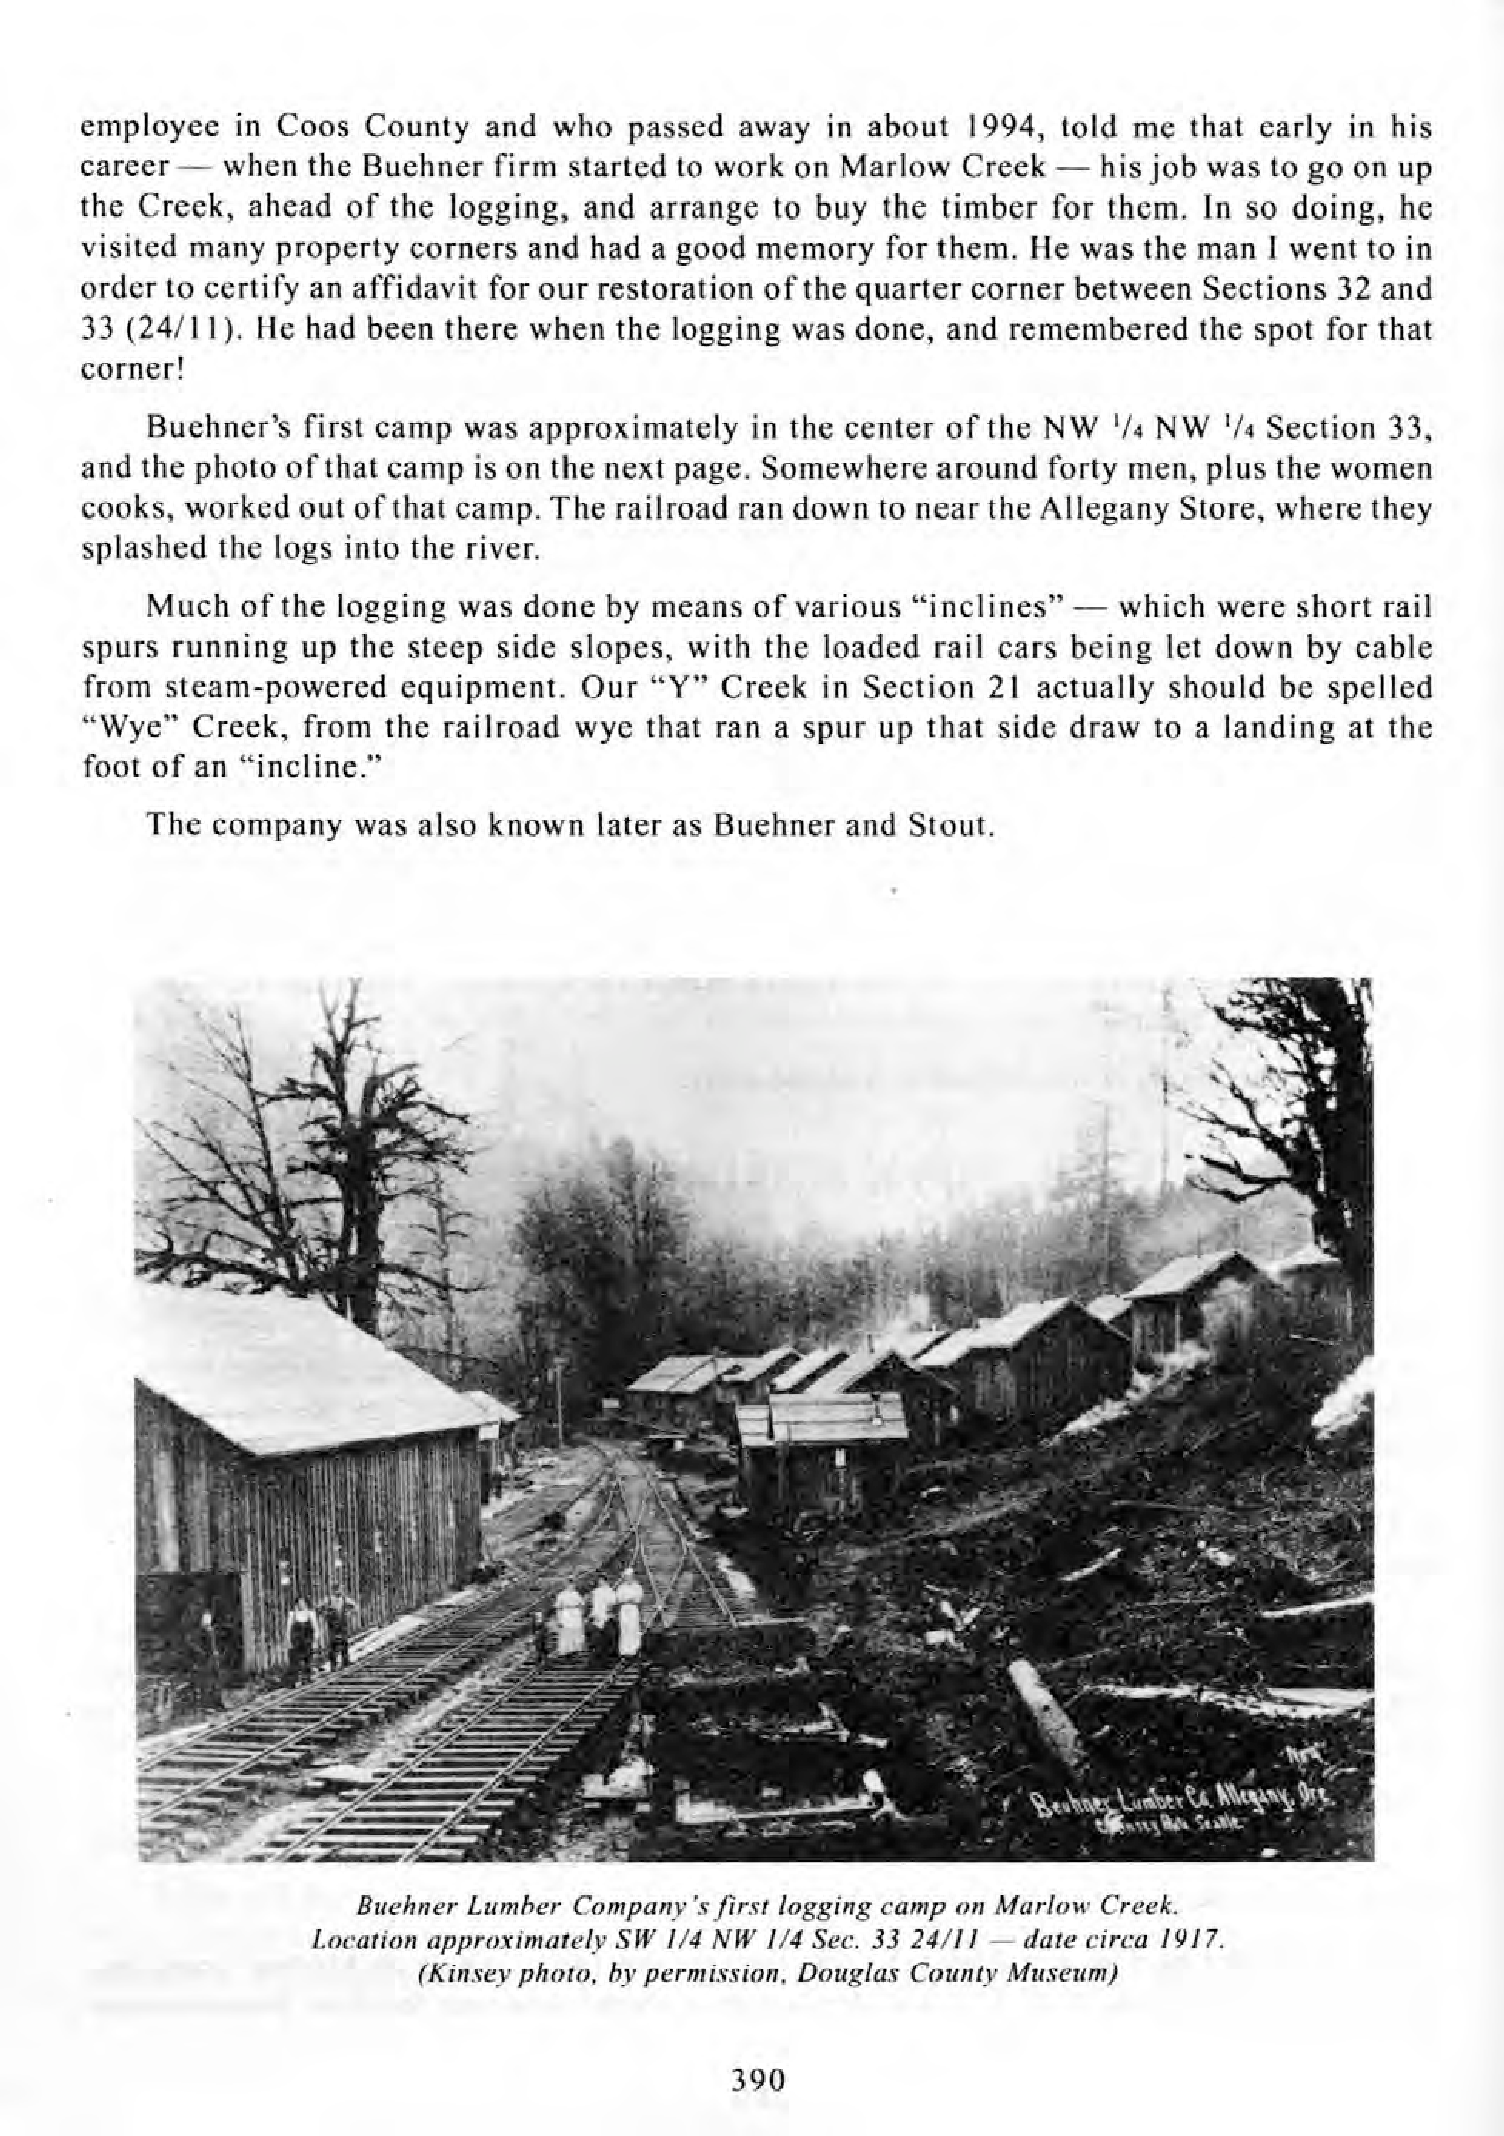 employee in Coos County and who passed away in about 1994, told me that early in his
career — when the Buehner firm started to work on Marlow Creek — his job was to go on up
the Creek, ahead of the logging, and arrange to buy the timber for them. In so doing, he
visited many property corners and had a good memory for them. He was the man I went to in
order to certify an affidavit for our restoration of the quarter corner between Sections 32 and
33 (24/11). He had been there when the logging was done, and remembered the spot for that
corner!
Buehner’s first camp was approximately in the center of the NW 1/4 NW 1/4 Section 33,
and the photo of that camp is on the next page. Somewhere around forty men, plus the women
cooks, worked out of that camp. The railroad ran down to near the Allegany Store, where they
splashed the logs into the river.
Much of the logging was done by means of various “inclines” — which were short rail
spurs running up the steep side slopes, with the loaded rail cars being let down by cable
from steam-powered equipment. Our “Y” Creek in Section 21 actually should be spelled
“Wye” Creek, from the railroad wye that ran a spur up that side draw to a landing at the
foot of an “incline.”
The company was also known later as Buehner and Stout.
Buehner Lumber Co. Allegany, Ore.
Seattle
Buehner Lumber Company's first logging camp on Marlow Creek.
Location approximately SW 1/4 NW 1/4 Sec. 33 24/11 — date circa 1917.
(Kinsey photo, by permission, Douglas County Museum)
390